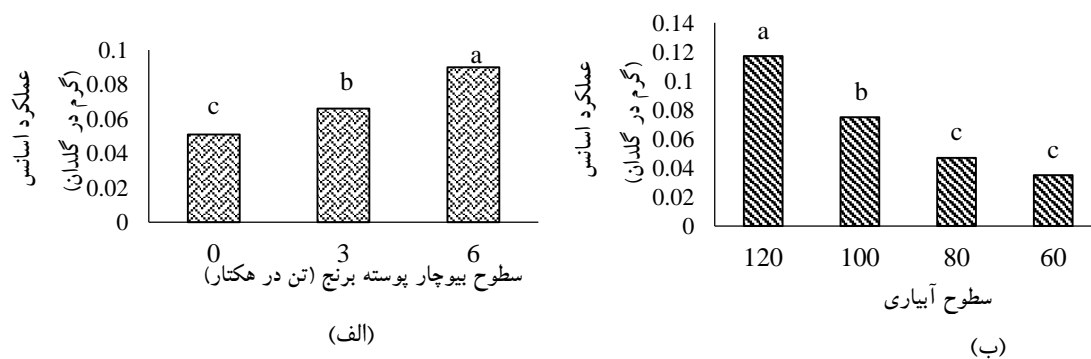 عملکرد اسانس
(گرم در گلدان)
0.1
0.08
0.06
0.04
0.02
0
c
b
a
0 3 6
سطوح بیوچار پوسته برنج (تن در هکتار)
(الف)
عملکرد اسانس
(گرم در گلدان)
0.14
0.12
0.1
0.08
0.06
0.04
0.02
0
a
b
c
c
120 100 80 60
سطوح آبیاری
(ب)